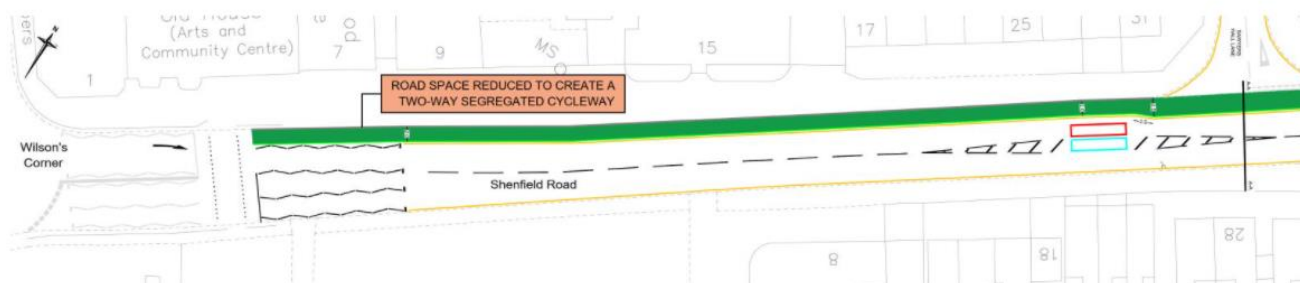 Old House
(Arts and
Community Centre)
1
7
9
MS
15
17
25
31
ROAD SPACE REDUCED TO CREATE A
TWO-WAY SEGREGATED CYCLEWAY
Wilson's
Corner
Shenfield Road
8
18
28